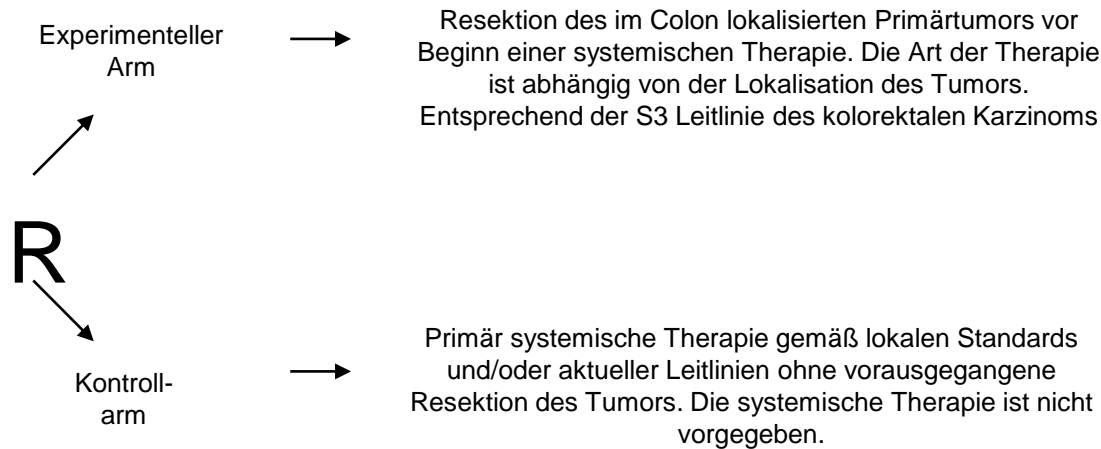 Experimenteller
Arm
Resektion des im Colon lokalisierten Primärtumors vor
Beginn einer systemischen Therapie. Die Art der Therapie
ist abhängig von der Lokalisation des Tumors.
Entsprechend der S3 Leitlinie des kolorektalen Karzinoms
R
Kontroll-
arm
Primär systemische Therapie gemäß lokalen Standards
und/oder aktueller Leitlinien ohne vorausgegangene
Resektion des Tumors. Die systemische Therapie ist nicht
vorgegeben.